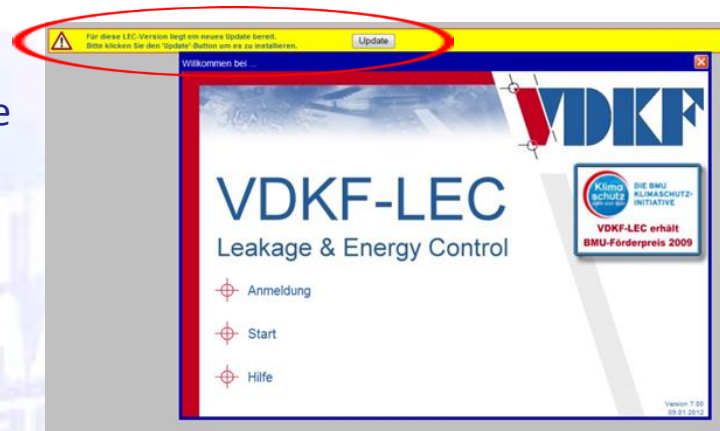 e
Für diese LEC-Version liegt ein neues Update bereit.
Bitte klicken Sie den 'Update'-Button um es zu installieren.
Update
Willkommen bei ...
VDKF
Klima
schutz
DIE BMU
KLIMASCHUTZ-
INITIATIVE
VDKF-LEC erhält
BMU-Förderpreis 2009
VDKF-LEC
Leakage & Energy Control
Anmeldung
Start
Hilfe
Version 7.00
09.01.2012